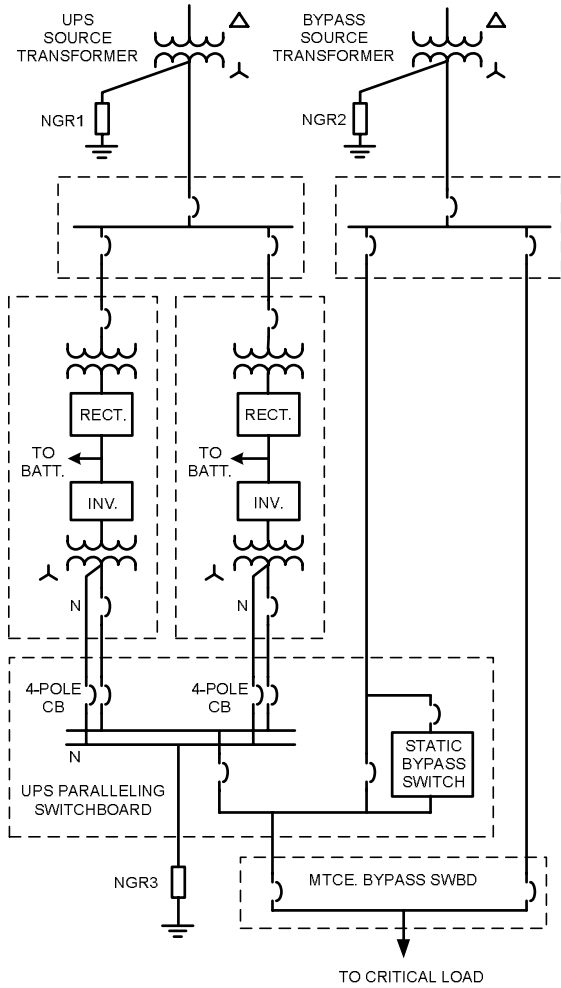 UPS
SOURCE
TRANSFORMER
BYPASS
SOURCE
TRANSFORMER
NGR1
NGR2
RECT.
RECT.
TO
BATT.
TO
BATT.
INV.
INV.
N
N
4-POLE
CB
4-POLE
CB
N
STATIC
BYPASS
SWITCH
UPS PARALLELING
SWITCHBOARD
NGR3
MTCE. BYPASS SWBD
TO CRITICAL LOAD